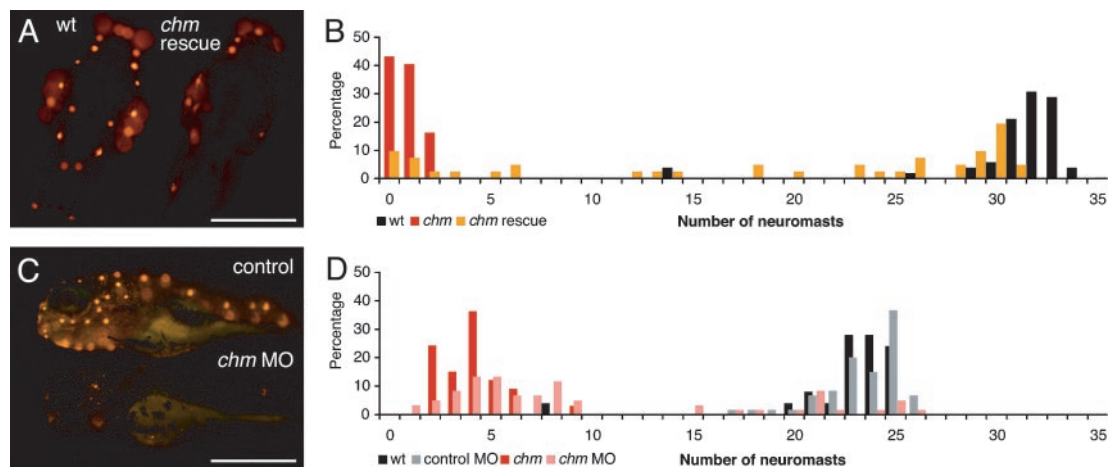 A
wt
chm
rescue
B
Percentage
50
40
30
20
10
0
0 5 10 15 20 25 30 35
wt chm chm rescue
Number of neuromasts
C
control
chm MO
D
Percentage
50
40
30
20
10
0
0 5 10 15 20 25 30 35
wt control MO chm chm MO
Number of neuromasts